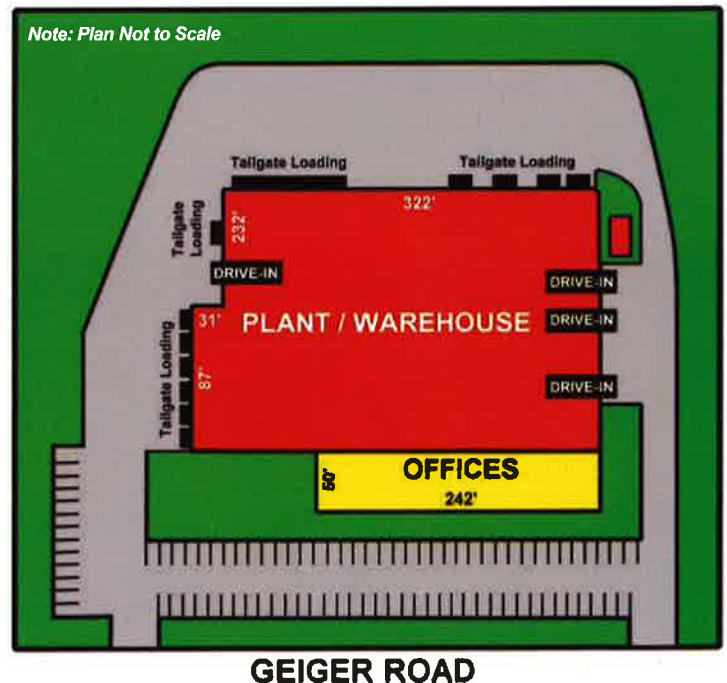 Note: Plan Not to Scale
Tailgate Loading
Tailgate Loading
322'
Tailgate
Loading
232'
DRIVE-IN
DRIVE-IN
31'
PLANT / WAREHOUSE
DRIVE-IN
Tailgate Loading
87'
DRIVE-IN
50'
OFFICES
242'
GEIGER ROAD